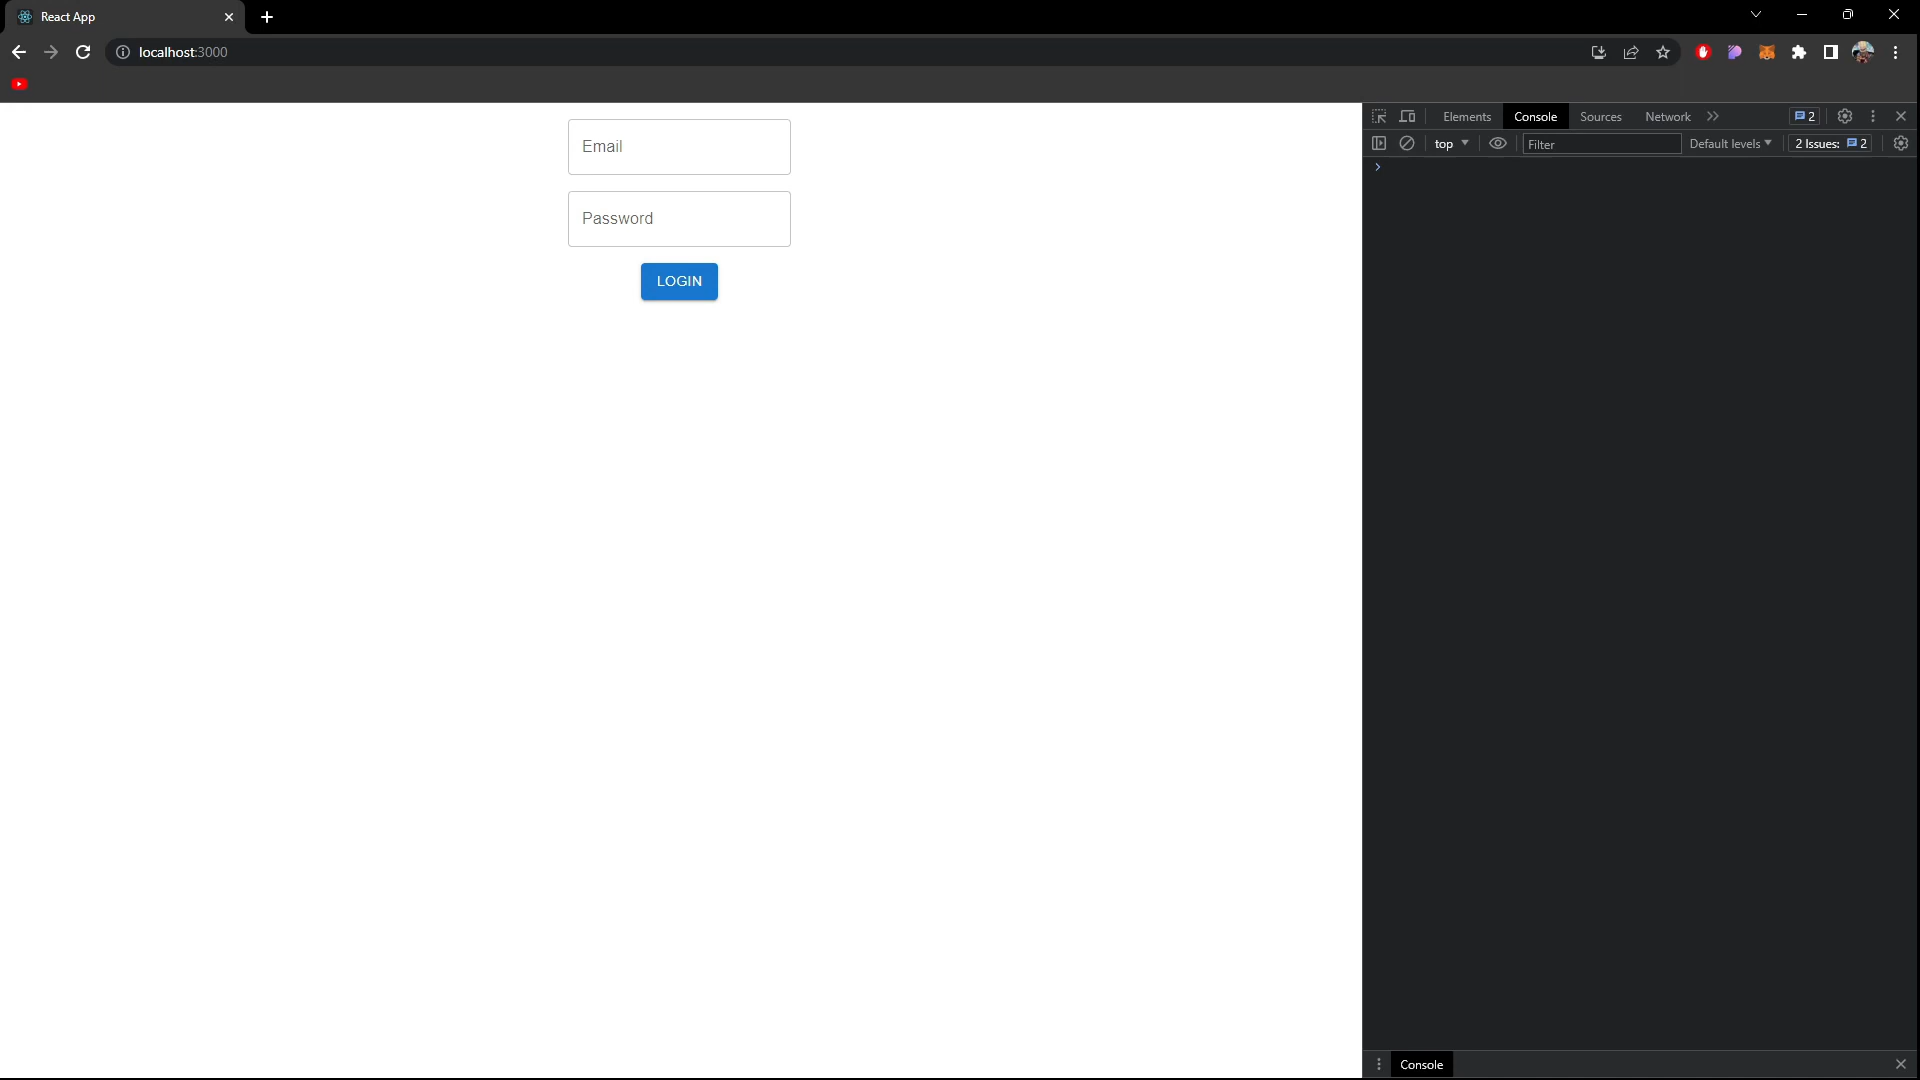 React App
localhost:3000
Elements Console Sources Network 2
top Filter Default levels 2 Issues: 2
Email
Password
LOGIN
Console